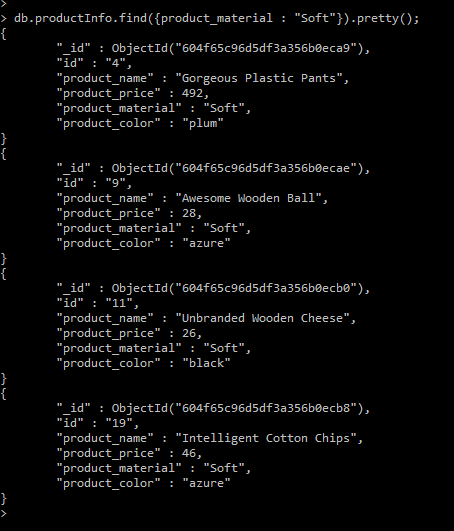 >
> db.productInfo.find({product_material : "Soft"}).pretty();
{
        "_id" : ObjectId("604f65c96d5df3a356b0eca9"),
        "id" : "4",
        "product_name" : "Gorgeous Plastic Pants",
        "product_price" : 492,
        "product_material" : "Soft",
        "product_color" : "plum"
}
{
        "_id" : ObjectId("604f65c96d5df3a356b0ecae"),
        "id" : "9",
        "product_name" : "Awesome Wooden Ball",
        "product_price" : 28,
        "product_material" : "Soft",
        "product_color" : "azure"
}
{
        "_id" : ObjectId("604f65c96d5df3a356b0ecb0"),
        "id" : "11",
        "product_name" : "Unbranded Wooden Cheese",
        "product_price" : 26,
        "product_material" : "Soft",
        "product_color" : "black"
}
{
        "_id" : ObjectId("604f65c96d5df3a356b0ecb8"),
        "id" : "19",
        "product_name" : "Intelligent Cotton Chips",
        "product_price" : 46,
        "product_material" : "Soft",
        "product_color" : "azure"
}
>